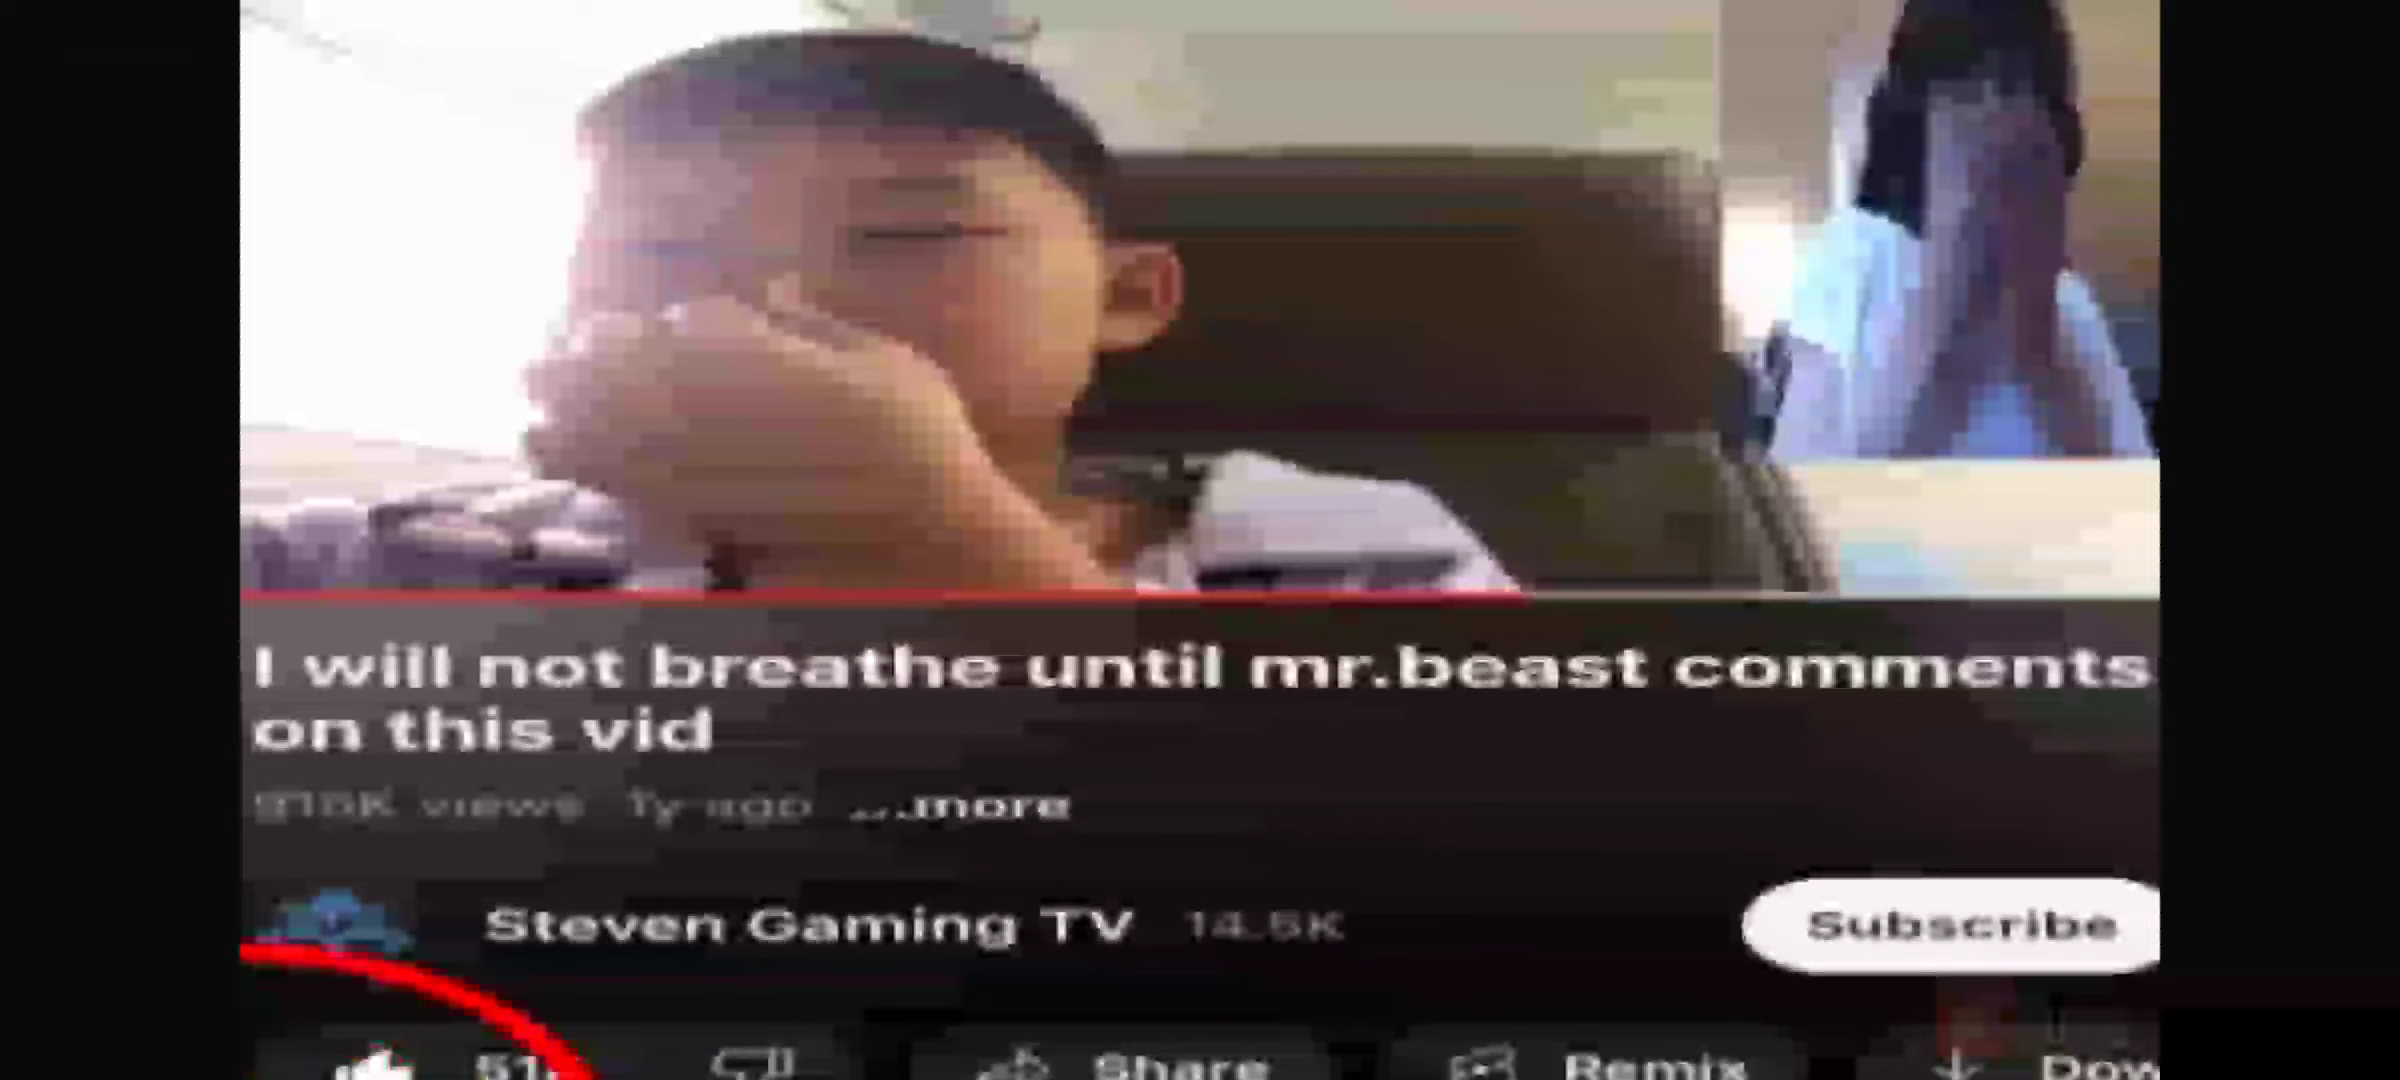 I will not breathe until mr.beast comments
on this vid
views 1y ago ...more
Steven Gaming TV 14.5K
Subscribe
Share Remix